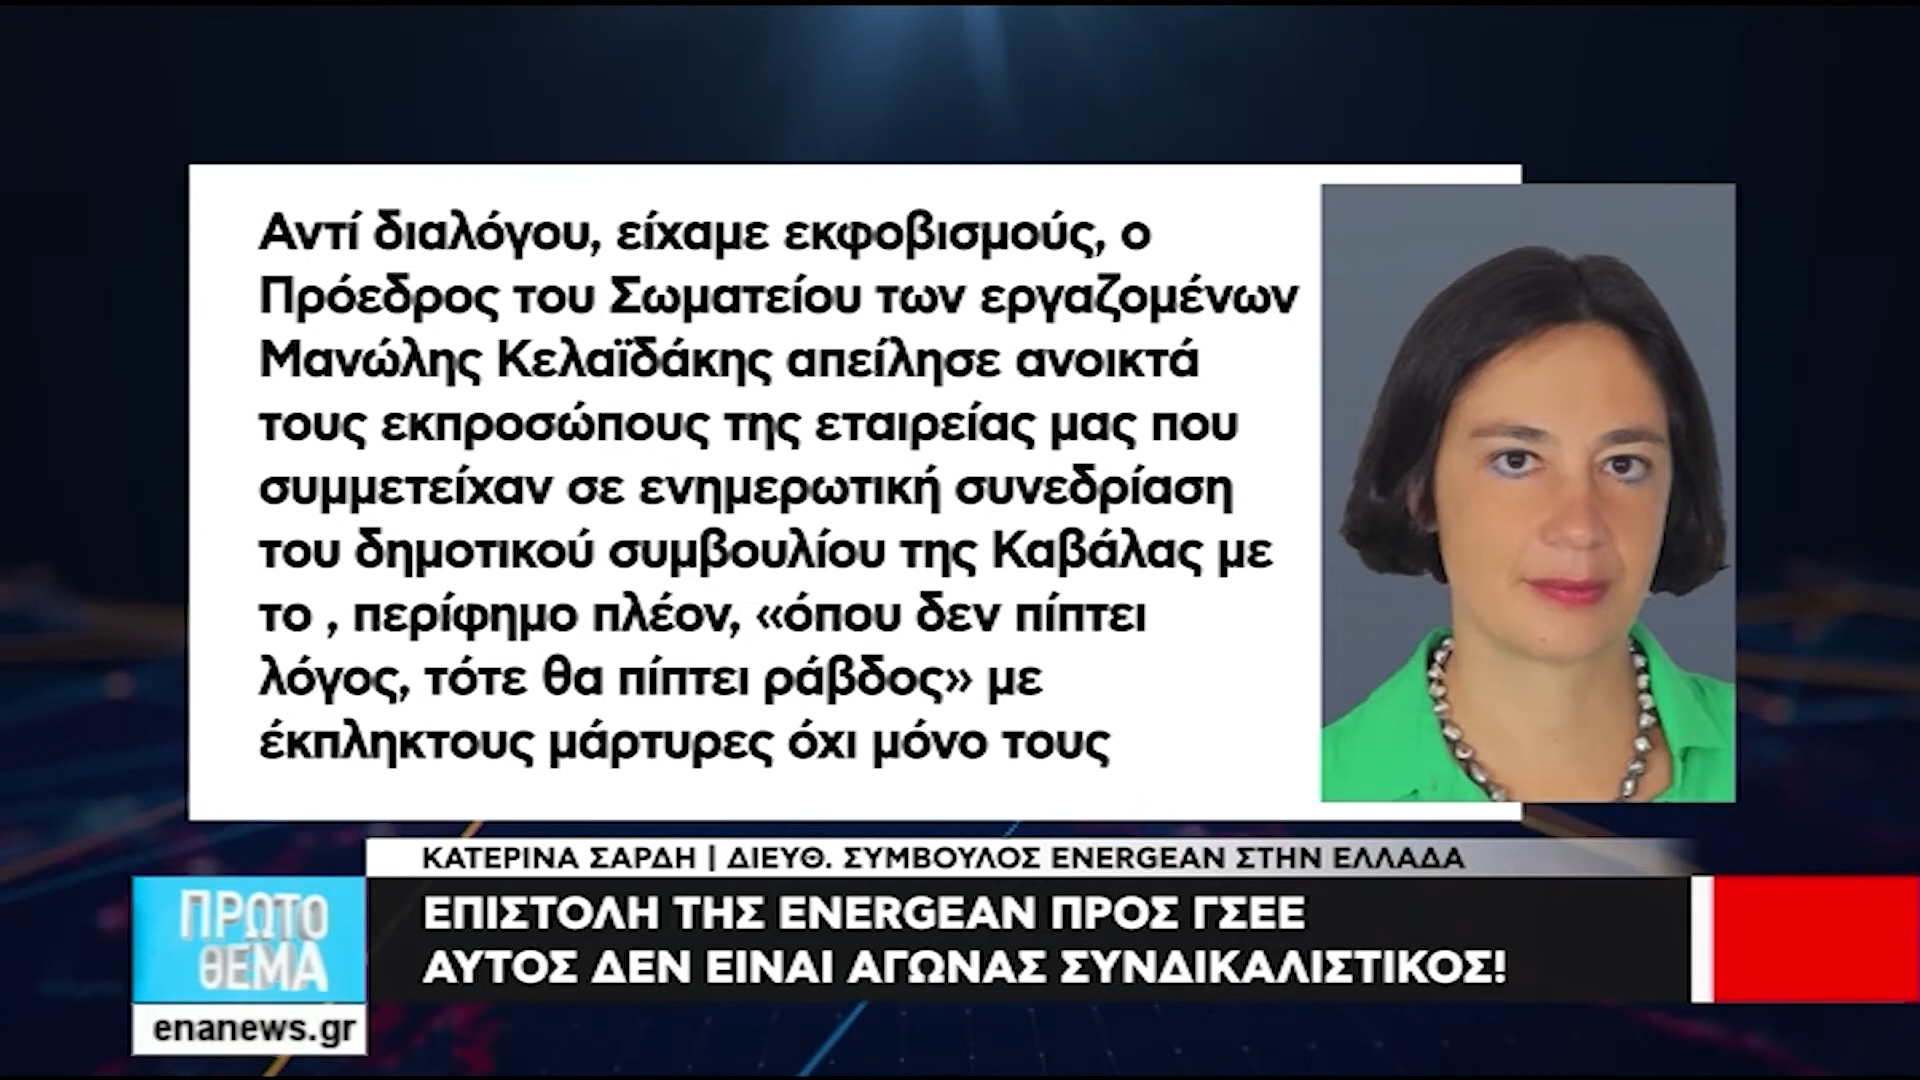 Αντί διαλόγου, είχαμε εκφοβισμούς, ο
Πρόεδρος του Σωματείου των εργαζομένων
Μανώλης Κελαϊδάκης απείλησε ανοικτά
τους εκπροσώπους της εταιρείας μας που
συμμετείχαν σε ενημερωτική συνεδρίαση
του δημοτικού συμβουλίου της Καβάλας με
το , περίφημο πλέον, «όπου δεν πίπτει
λόγος, τότε θα πίπτει ράβδος» με
έκπληκτους μάρτυρες όχι μόνο τους
ΚΑΤΕΡΙΝΑ ΣΑΡΔΗ | ΔΙΕΥΘ. ΣΥΜΒΟΥΛΟΣ ENERGEAN ΣΤΗΝ ΕΛΛΑΔΑ
ΕΠΙΣΤΟΛΗ ΤΗΣ ENERGEAN ΠΡΟΣ ΓΣΕΕ
ΑΥΤΟΣ ΔΕΝ ΕΙΝΑΙ ΑΓΩΝΑΣ ΣΥΝΔΙΚΑΛΙΣΤΙΚΟΣ!
ΠΡΩΤΟ
ΘΕΜΑ
enanews.gr